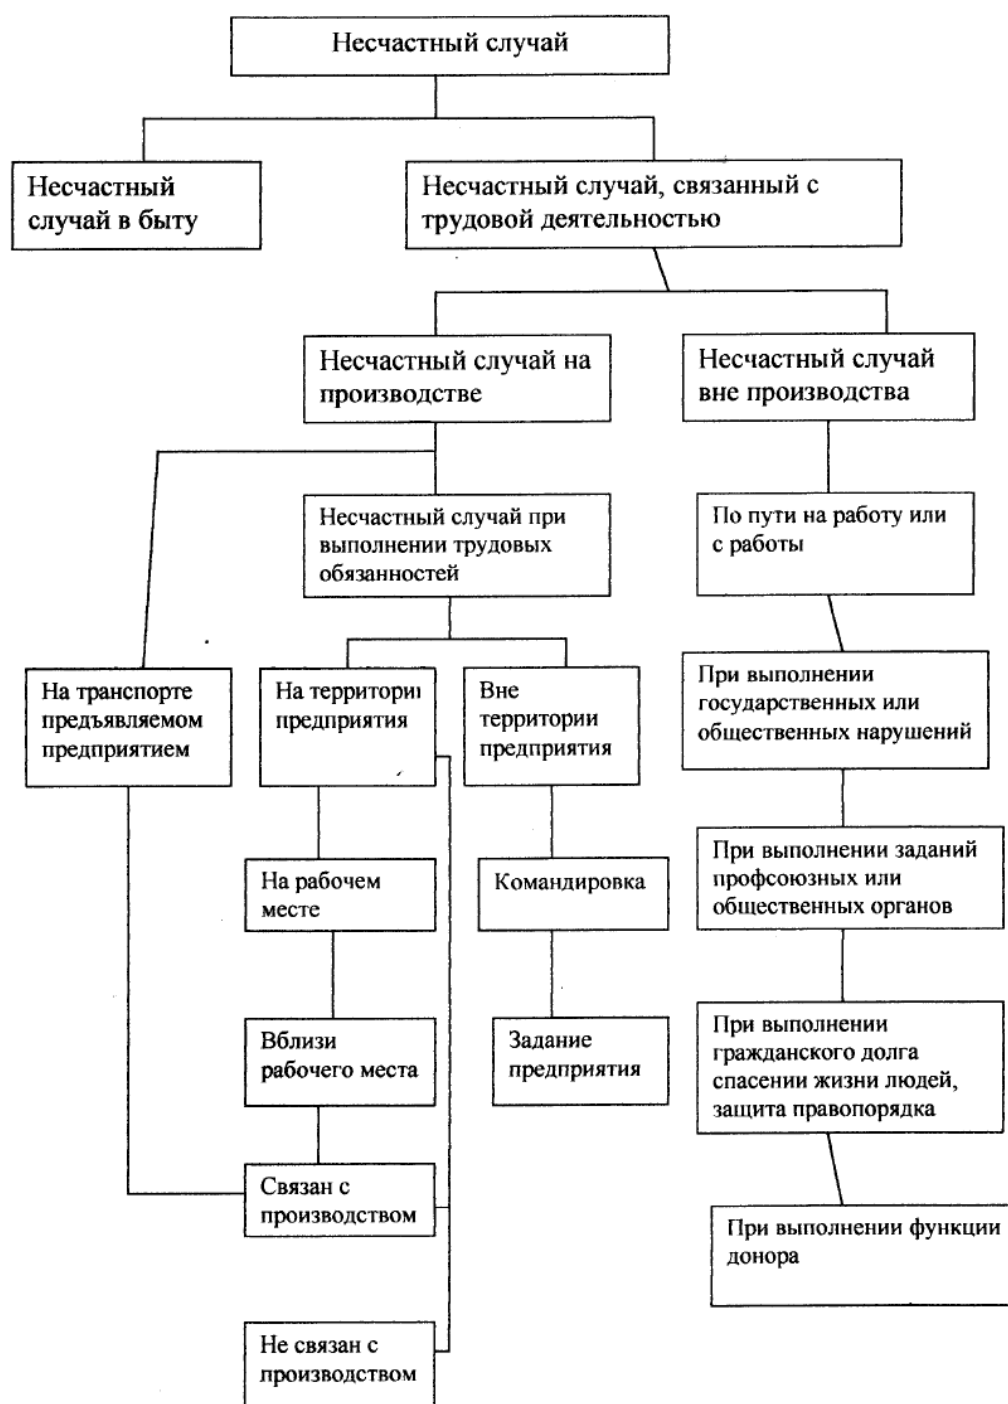 Несчастный случай
Несчастный
случай в быту
Несчастный случай, связанный с
трудовой деятельностью
Несчастный случай на
производстве
Несчастный случай
вне производства
Несчастный случай при
выполнении трудовых
обязанностей
По пути на работу или
с работы
На транспорте
предъявляемом
предприятием
На территори
предприятия
Вне
территории
предприятия
При выполнении
государственных или
общественных нарушений
На рабочем
месте
Командировка
При выполнении заданий
профсоюзных или
общественных органов
Вблизи
рабочего места
Задание
предприятия
При выполнении
гражданского долга
спасении жизни людей,
защита правопорядка
Связан с
производством
При выполнении функции
донора
Не связан с
производством